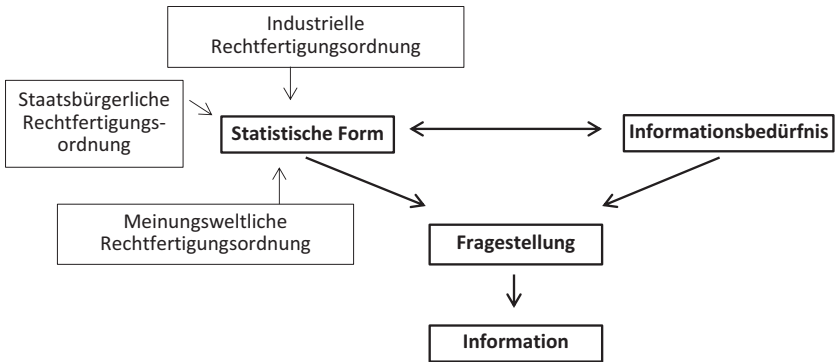 Industrielle
Rechtfertigungsordnung
Staatsbürgerliche
Rechtfertigungs-
ordnung
Statistische Form
Informationsbedürfnis
Meinungsweltliche
Rechtfertigungsordnung
Fragestellung
Information